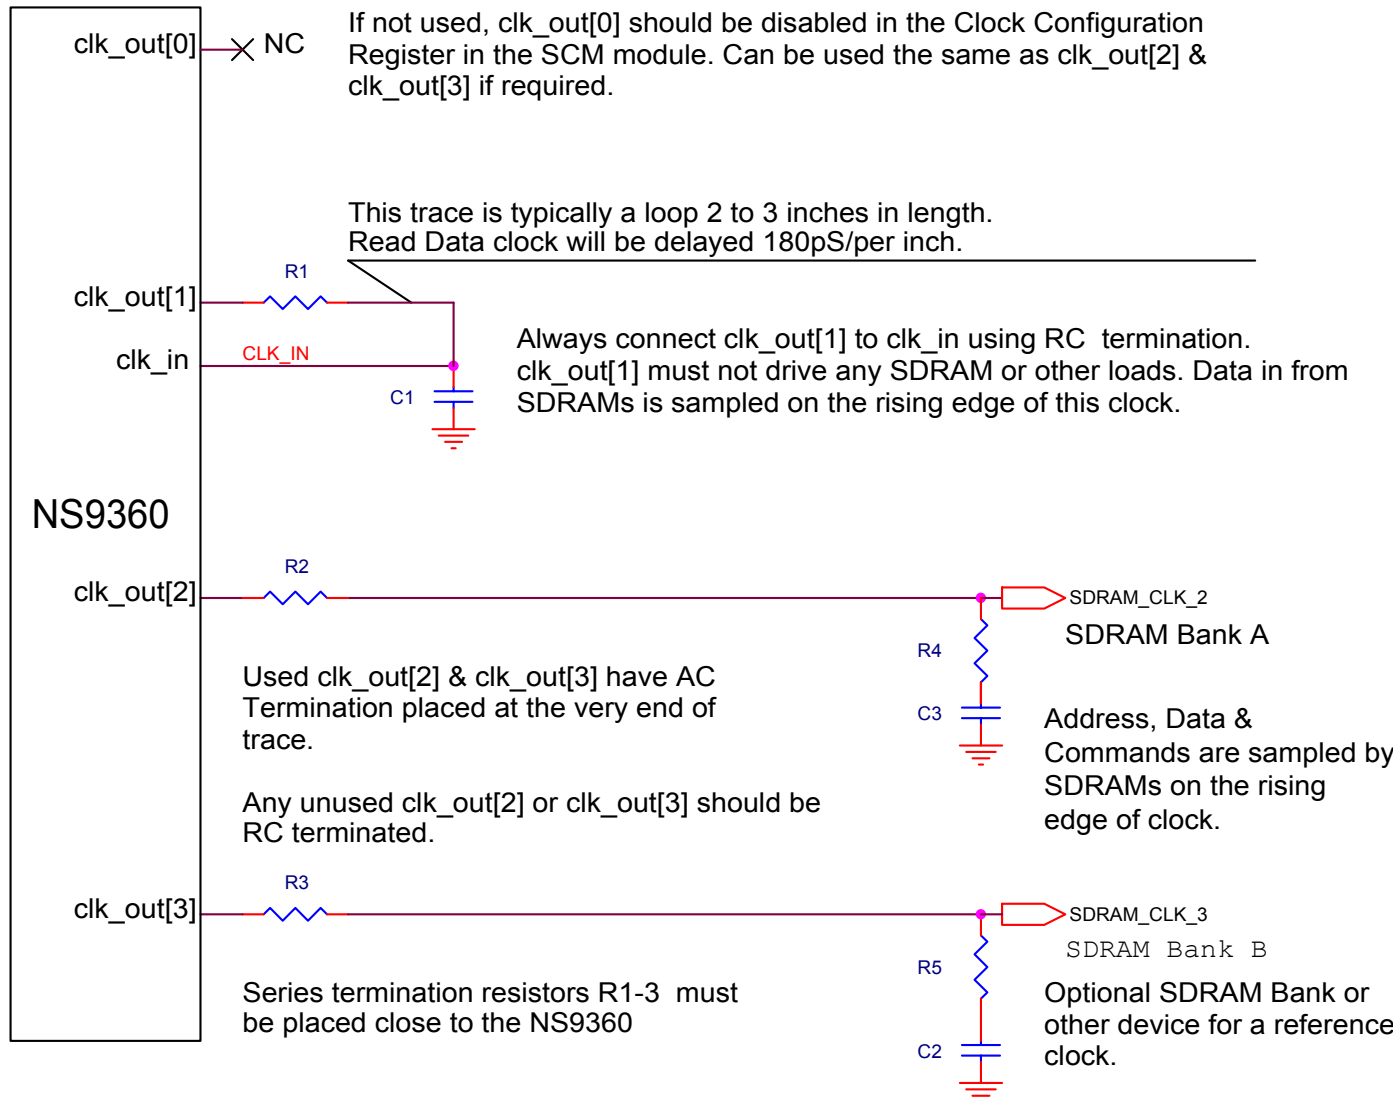 clk_out[0]
NC
If not used, clk_out[0] should be disabled in the Clock Configuration
Register in the SCM module. Can be used the same as clk_out[2] &
clk_out[3] if required.
This trace is typically a loop 2 to 3 inches in length.
Read Data clock will be delayed 180pS/per inch.
R1
clk_out[1]
clk_in
CLK_IN
C1
Always connect clk_out[1] to clk_in using RC termination.
clk_out[1] must not drive any SDRAM or other loads. Data in from
SDRAMs is sampled on the rising edge of this clock.
NS9360
R2
clk_out[2]
SDRAM_CLK_2
SDRAM Bank A
R4
C3
Used clk_out[2] & clk_out[3] have AC
Termination placed at the very end of
trace.
Address, Data &
Commands are sampled by
SDRAMs on the rising
edge of clock.
Any unused clk_out[2] or clk_out[3] should be
RC terminated.
R3
clk_out[3]
SDRAM_CLK_3
SDRAM Bank B
R5
C2
Series termination resistors R1-3 must
be placed close to the NS9360
Optional SDRAM Bank or
other device for a reference
clock.